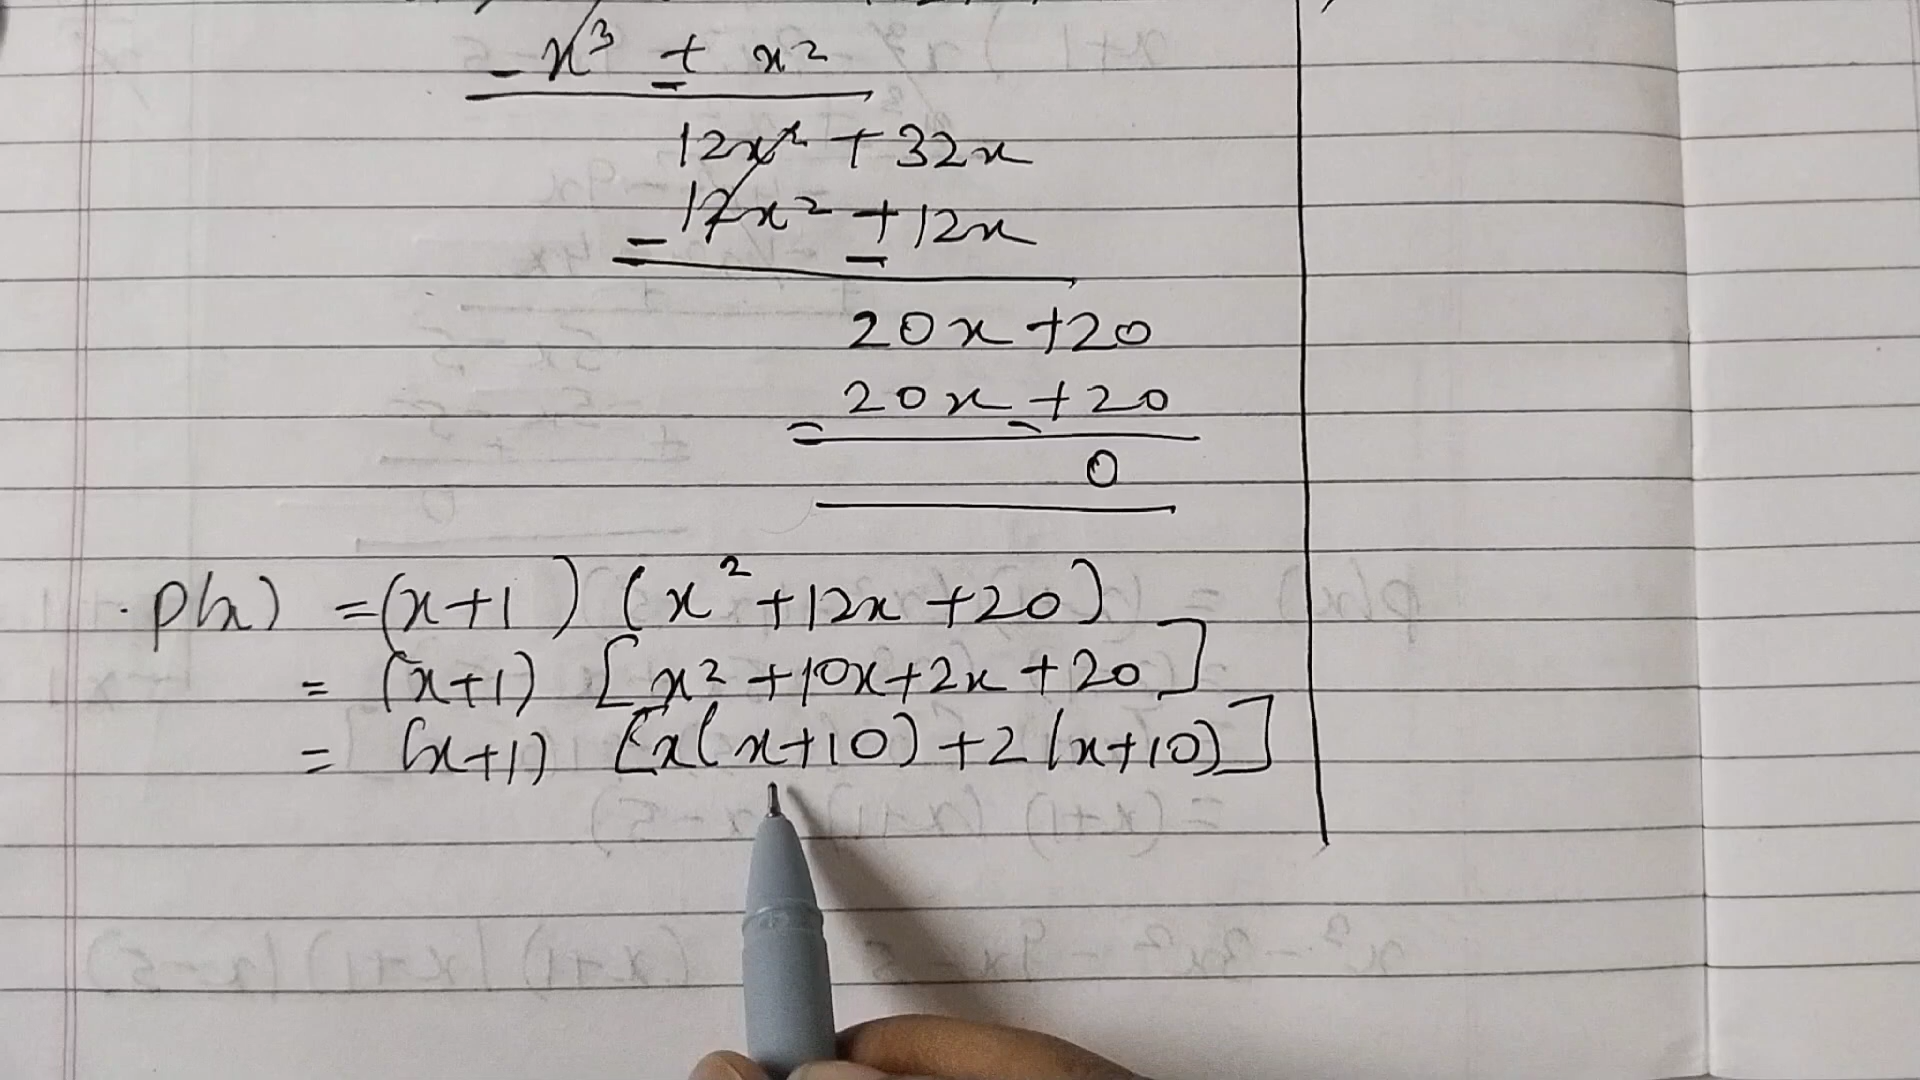 x³ + x²
- -
12x² + 32x
12x² + 12x
- -
20x + 20
20x + 20
- -
0
. P(x) = (x+1) (x² + 12x + 20)
= (x+1) [x² + 10x + 2x + 20]
= (x+1) [x(x+10) + 2(x+10)]